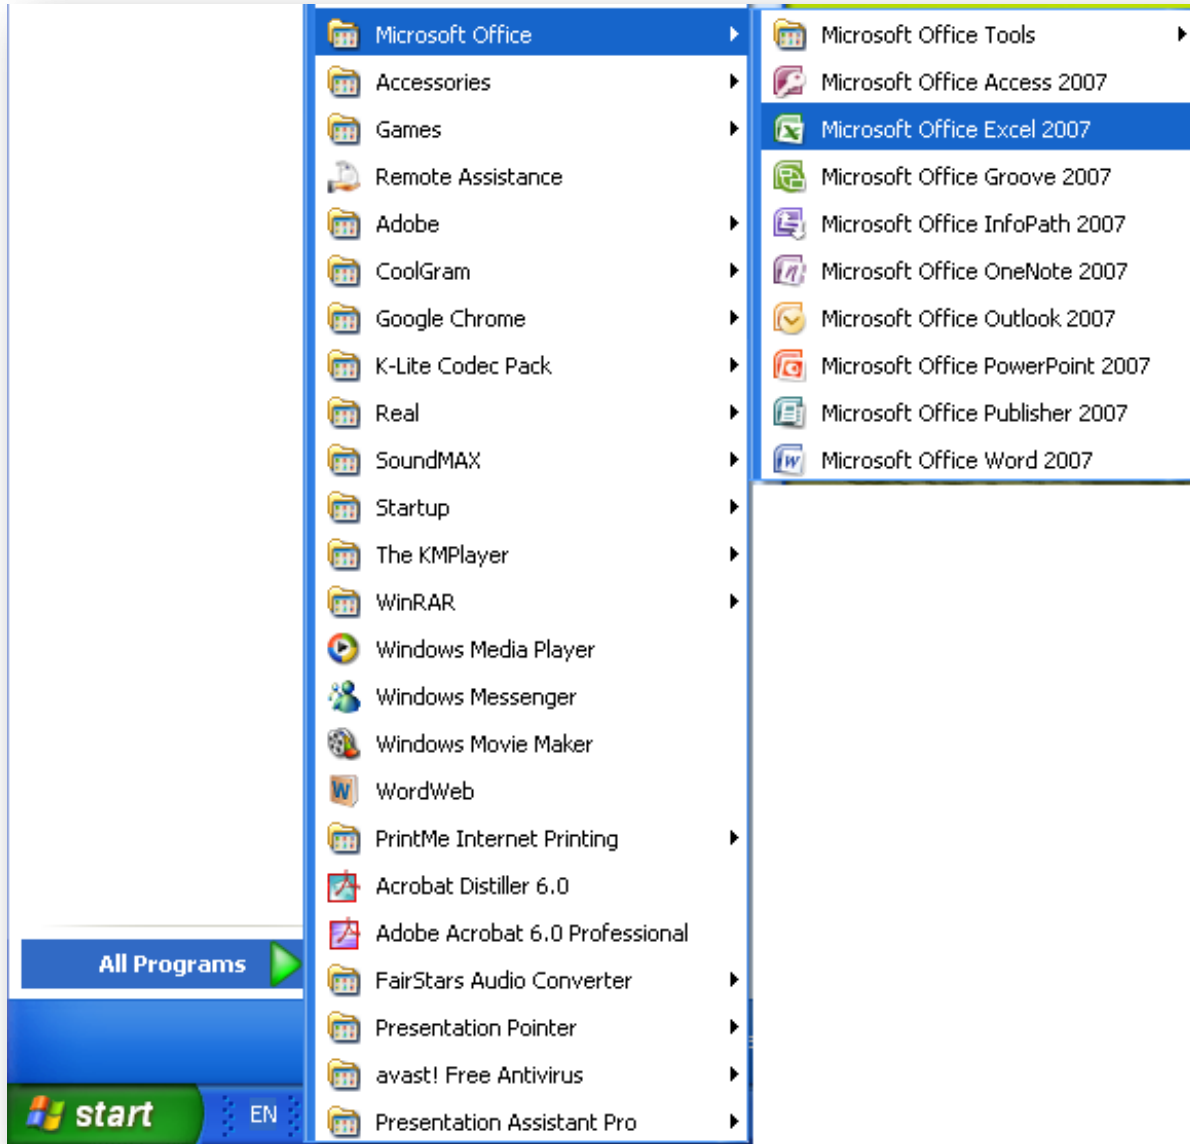 Microsoft Office
Accessories
Games
Remote Assistance
Adobe
CoolGram
Google Chrome
K-Lite Codec Pack
Real
SoundMAX
Startup
The KMPlayer
WinRAR
Windows Media Player
Windows Messenger
Windows Movie Maker
WordWeb
PrintMe Internet Printing
Acrobat Distiller 6.0
Adobe Acrobat 6.0 Professional
FairStars Audio Converter
Presentation Pointer
avast! Free Antivirus
Presentation Assistant Pro
Microsoft Office Tools
Microsoft Office Access 2007
Microsoft Office Excel 2007
Microsoft Office Groove 2007
Microsoft Office InfoPath 2007
Microsoft Office OneNote 2007
Microsoft Office Outlook 2007
Microsoft Office PowerPoint 2007
Microsoft Office Publisher 2007
Microsoft Office Word 2007
All Programs
start
EN